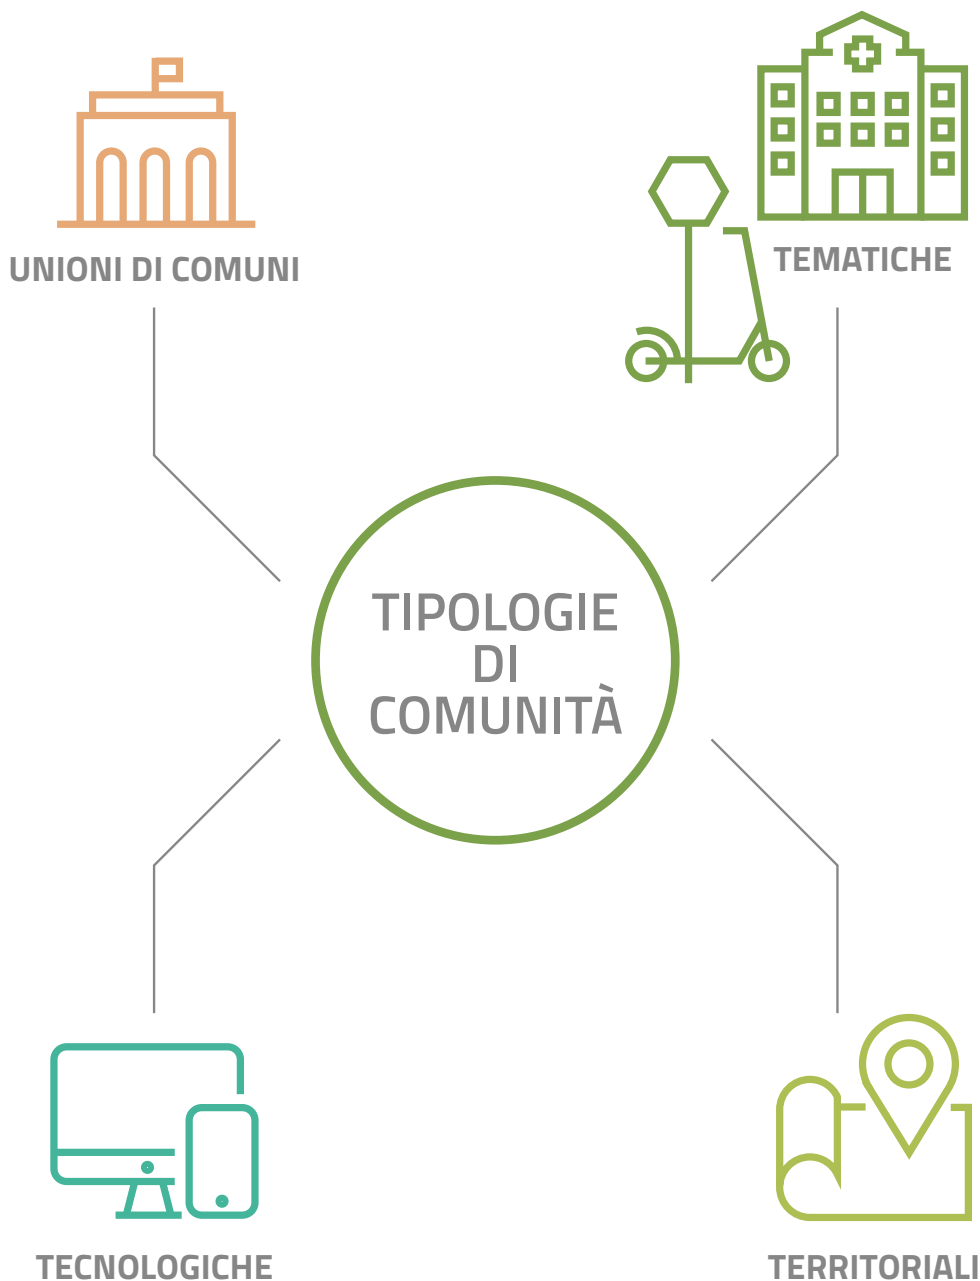 UNIONI DI COMUNI
TEMATICHE
TIPOLOGIE
DI
COMUNITÀ
TECNOLOGICHE
TERRITORIALI